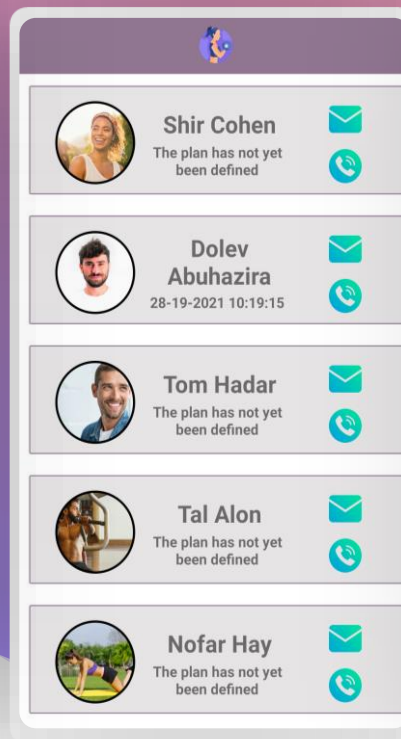 Shir Cohen
The plan has not yet
been defined
Dolev
Abuhazira
28-19-2021 10:19:15
Tom Hadar
The plan has not yet
been defined
Tal Alon
The plan has not yet
been defined
Nofar Hay
The plan has not yet
been defined